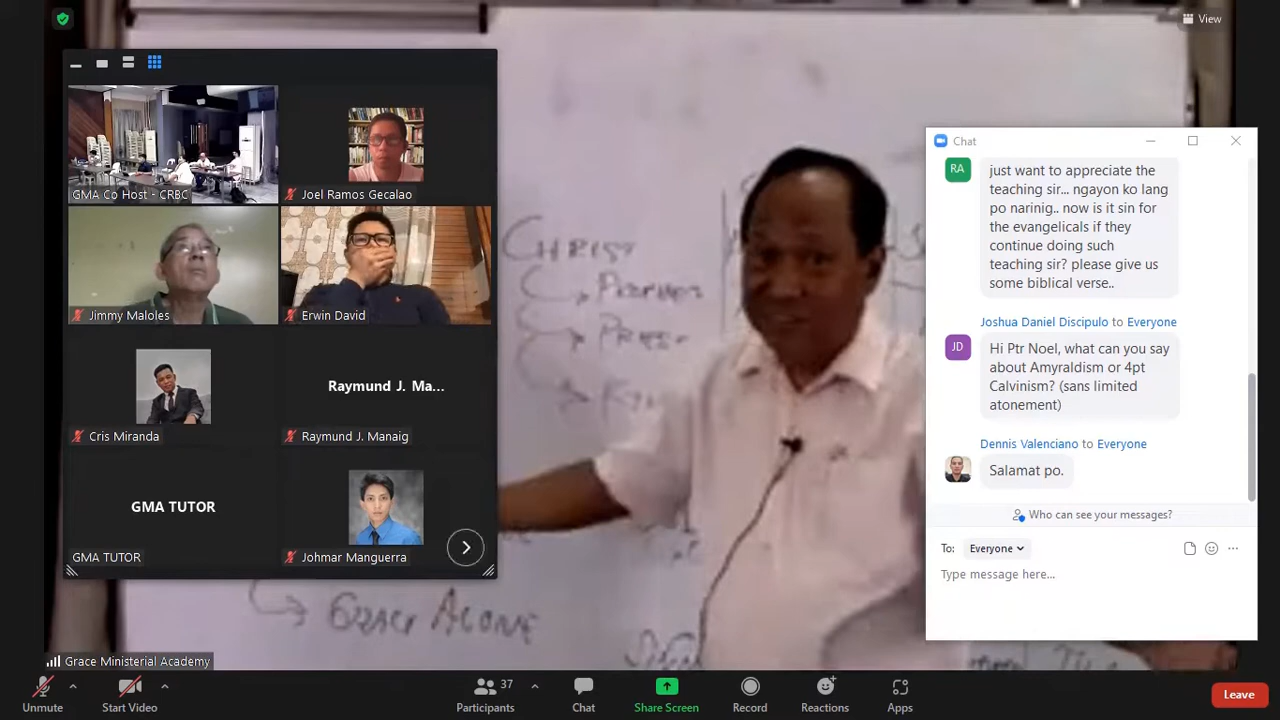 View
GMA Co Host - CRBC
Joel Ramos Gecalao
Jimmy Maloles
Erwin David
Cris Miranda
Raymund J. Ma...
Raymund J. Manaig
GMA TUTOR
GMA TUTOR
Johmar Manguerra
CHRIST
GRACE ALONE
Chat
RA
just want to appreciate the
teaching sir... ngayon ko lang
po narinig.. now is it sin for
the evangelicals if they
continue doing such
teaching sir? please give us
some biblical verse..
Joshua Daniel Discipulo to Everyone
JD
Hi Ptr Noel, what can you say
about Amyraldism or 4pt
Calvinism? (sans limited
atonement)
Dennis Valenciano to Everyone
Salamat po.
Who can see your messages?
To: Everyone
Type message here...
Grace Ministerial Academy
Unmute
Start Video
37
Participants
Chat
Share Screen
Record
Reactions
Apps
Leave